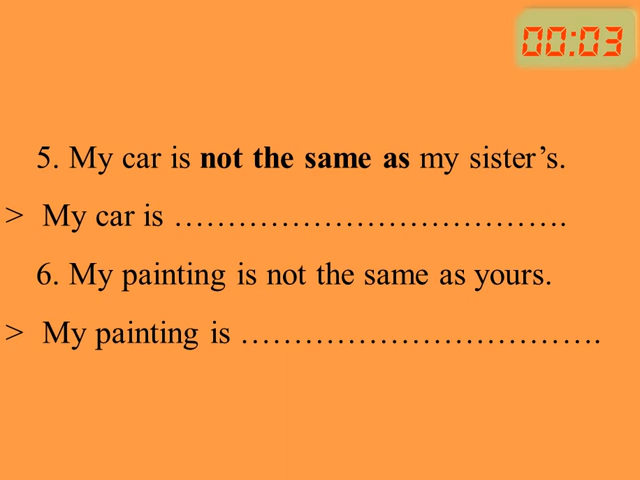 00:03
5. My car is not the same as my sister’s.
> My car is ……………………………….
6. My painting is not the same as yours.
> My painting is …………………………….